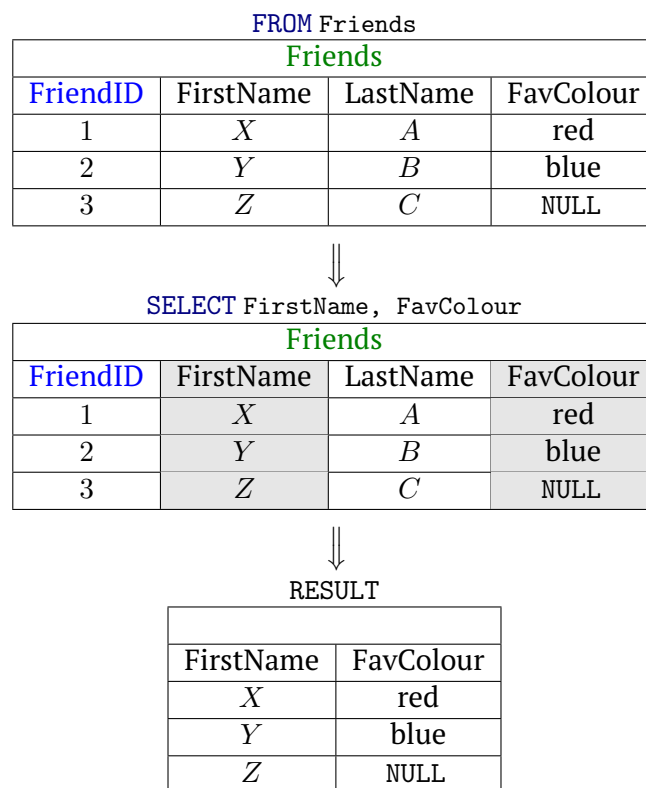 FROM Friends
Friends
FriendID FirstName LastName FavColour
1 X A red
2 Y B blue
3 Z C NULL
⇓
SELECT FirstName, FavColour
Friends
FriendID FirstName LastName FavColour
1 X A red
2 Y B blue
3 Z C NULL
⇓
RESULT
FirstName FavColour
X red
Y blue
Z NULL